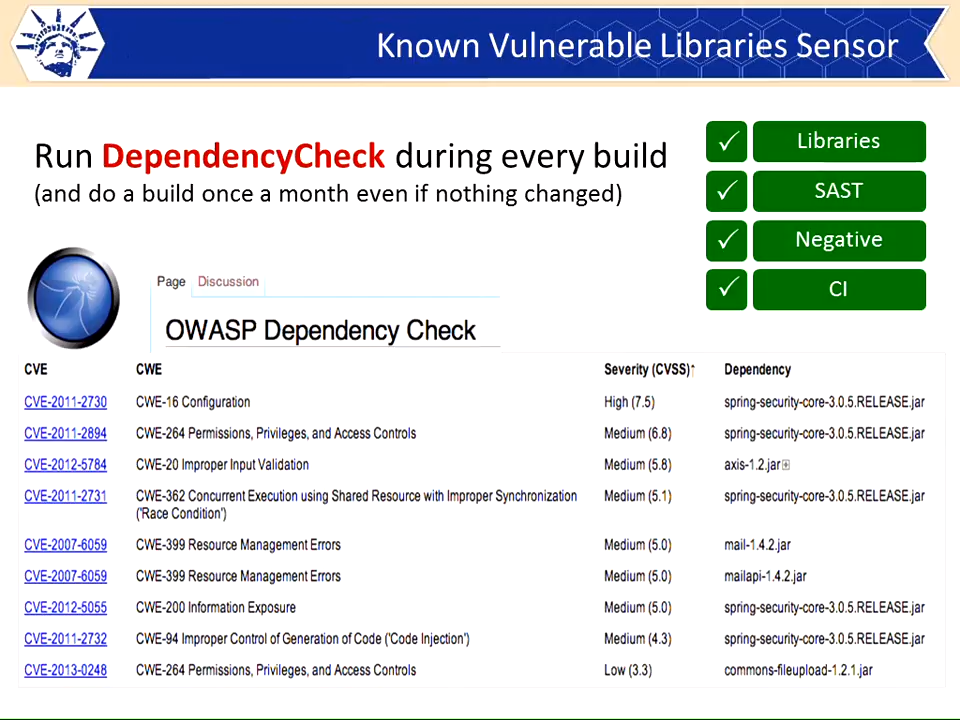 Known Vulnerable Libraries Sensor
Run DependencyCheck during every build
(and do a build once a month even if nothing changed)
✓ Libraries
✓ SAST
✓ Negative
✓ CI
Page Discussion
OWASP Dependency Check
CVE CWE Severity (CVSS)↑ Dependency
CVE-2011-2730 CWE-16 Configuration High (7.5) spring-security-core-3.0.5.RELEASE.jar
CVE-2011-2894 CWE-264 Permissions, Privileges, and Access Controls Medium (6.8) spring-security-core-3.0.5.RELEASE.jar
CVE-2012-5784 CWE-20 Improper Input Validation Medium (5.8) axis-1.2.jar
CVE-2011-2731 CWE-362 Concurrent Execution using Shared Resource with Improper Synchronization Medium (5.1) spring-security-core-3.0.5.RELEASE.jar
('Race Condition')
CVE-2007-6059 CWE-399 Resource Management Errors Medium (5.0) mail-1.4.2.jar
CVE-2007-6059 CWE-399 Resource Management Errors Medium (5.0) mailapi-1.4.2.jar
CVE-2012-5055 CWE-200 Information Exposure Medium (5.0) spring-security-core-3.0.5.RELEASE.jar
CVE-2011-2732 CWE-94 Improper Control of Generation of Code ('Code Injection') Medium (4.3) spring-security-core-3.0.5.RELEASE.jar
CVE-2013-0248 CWE-264 Permissions, Privileges, and Access Controls Low (3.3) commons-fileupload-1.2.1.jar